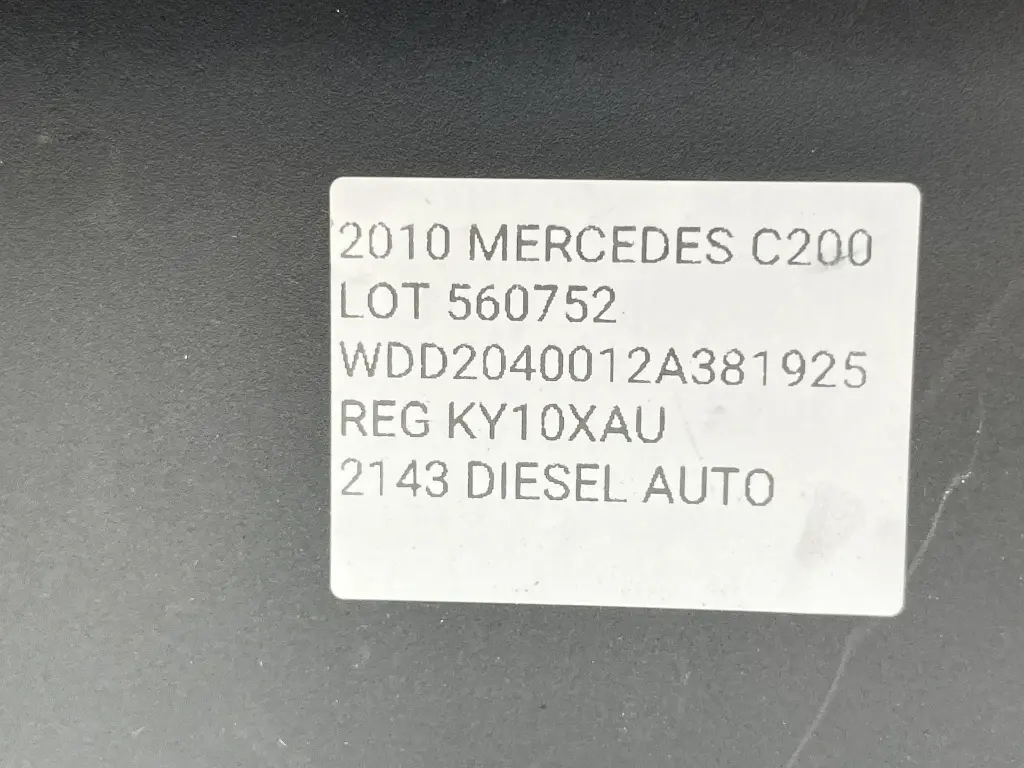 2010 MERCEDES C200
LOT 560752
WDD2040012A381925
REG KY10XAU
2143 DIESEL AUTO